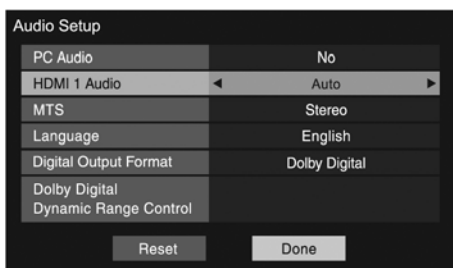 Audio Setup
PC Audio No
HDMI 1 Audio ◀ Auto ▶
MTS Stereo
Language English
Digital Output Format Dolby Digital
Dolby Digital
Dynamic Range Control
Reset Done